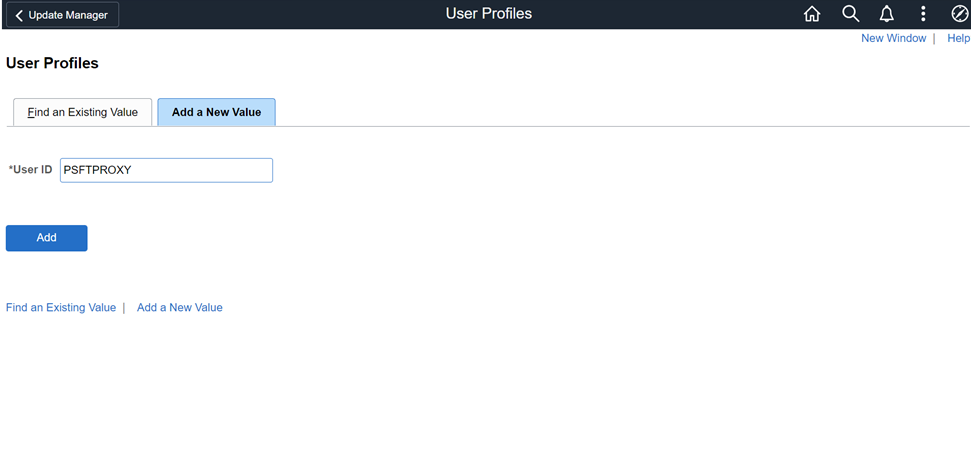 Update Manager
User Profiles
New Window | Help
User Profiles
Find an Existing Value
Add a New Value
*User ID PSFTPROXY
Add
Find an Existing Value | Add a New Value